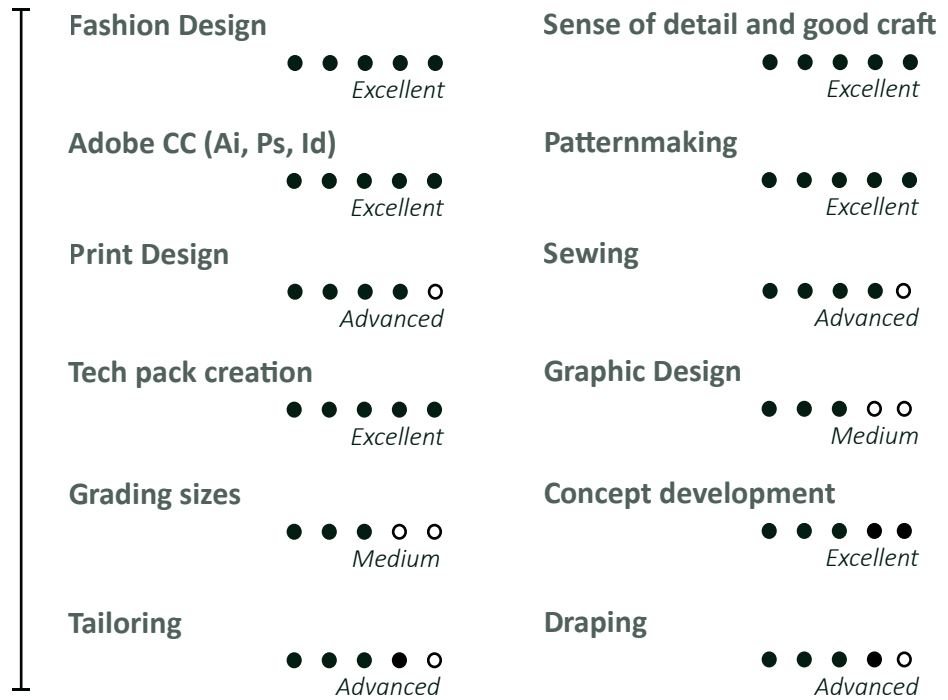 Fashion Design
Excellent
Sense of detail and good craft
Excellent
Adobe CC (Ai, Ps, Id)
Excellent
Patternmaking
Excellent
Print Design
Advanced
Sewing
Advanced
Tech pack creation
Excellent
Graphic Design
Medium
Grading sizes
Medium
Concept development
Excellent
Tailoring
Advanced
Draping
Advanced